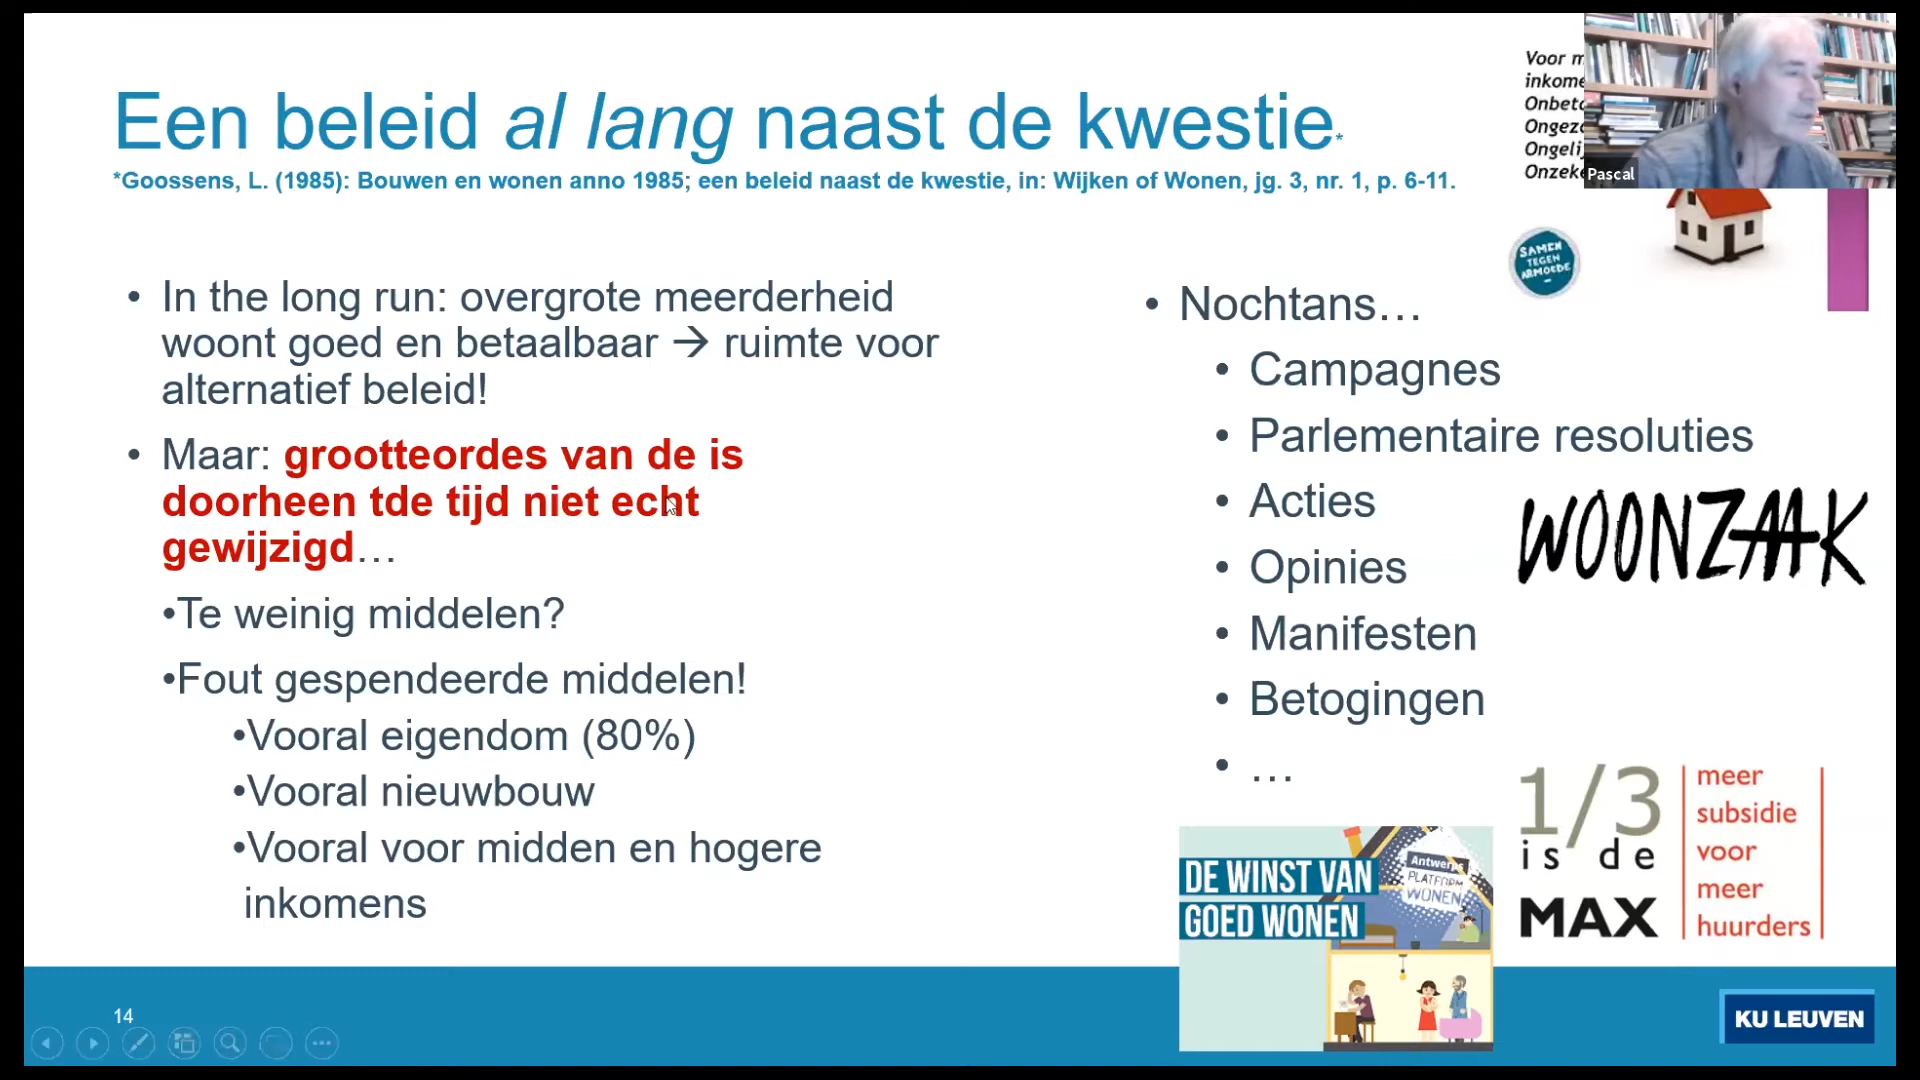 Een beleid al lang naast de kwestie*
*Goossens, L. (1985): Bouwen en wonen anno 1985; een beleid naast de kwestie, in: Wijken of Wonen, jg. 3, nr. 1, p. 6-11.
• In the long run: overgrote meerderheid
woont goed en betaalbaar → ruimte voor
alternatief beleid!
• Maar: grootteordes van de is
doorheen tde tijd niet echt
gewijzigd…
•Te weinig middelen?
•Fout gespendeerde middelen!
•Vooral eigendom (80%)
•Vooral nieuwbouw
•Vooral voor midden en hogere
inkomens
Voor
Pascal
SAMEN
TEGEN
ARMOEDE
• Nochtans…
• Campagnes
• Parlementaire resoluties
• Acties
• Opinies
• Manifesten
• Betogingen
• …
WOONZAAK
DE WINST VAN
GOED WONEN
Antwerps
PLATFORM
WONEN
1/3
is de
MAX
meer
subsidie
voor
meer
huurders
14
KU LEUVEN